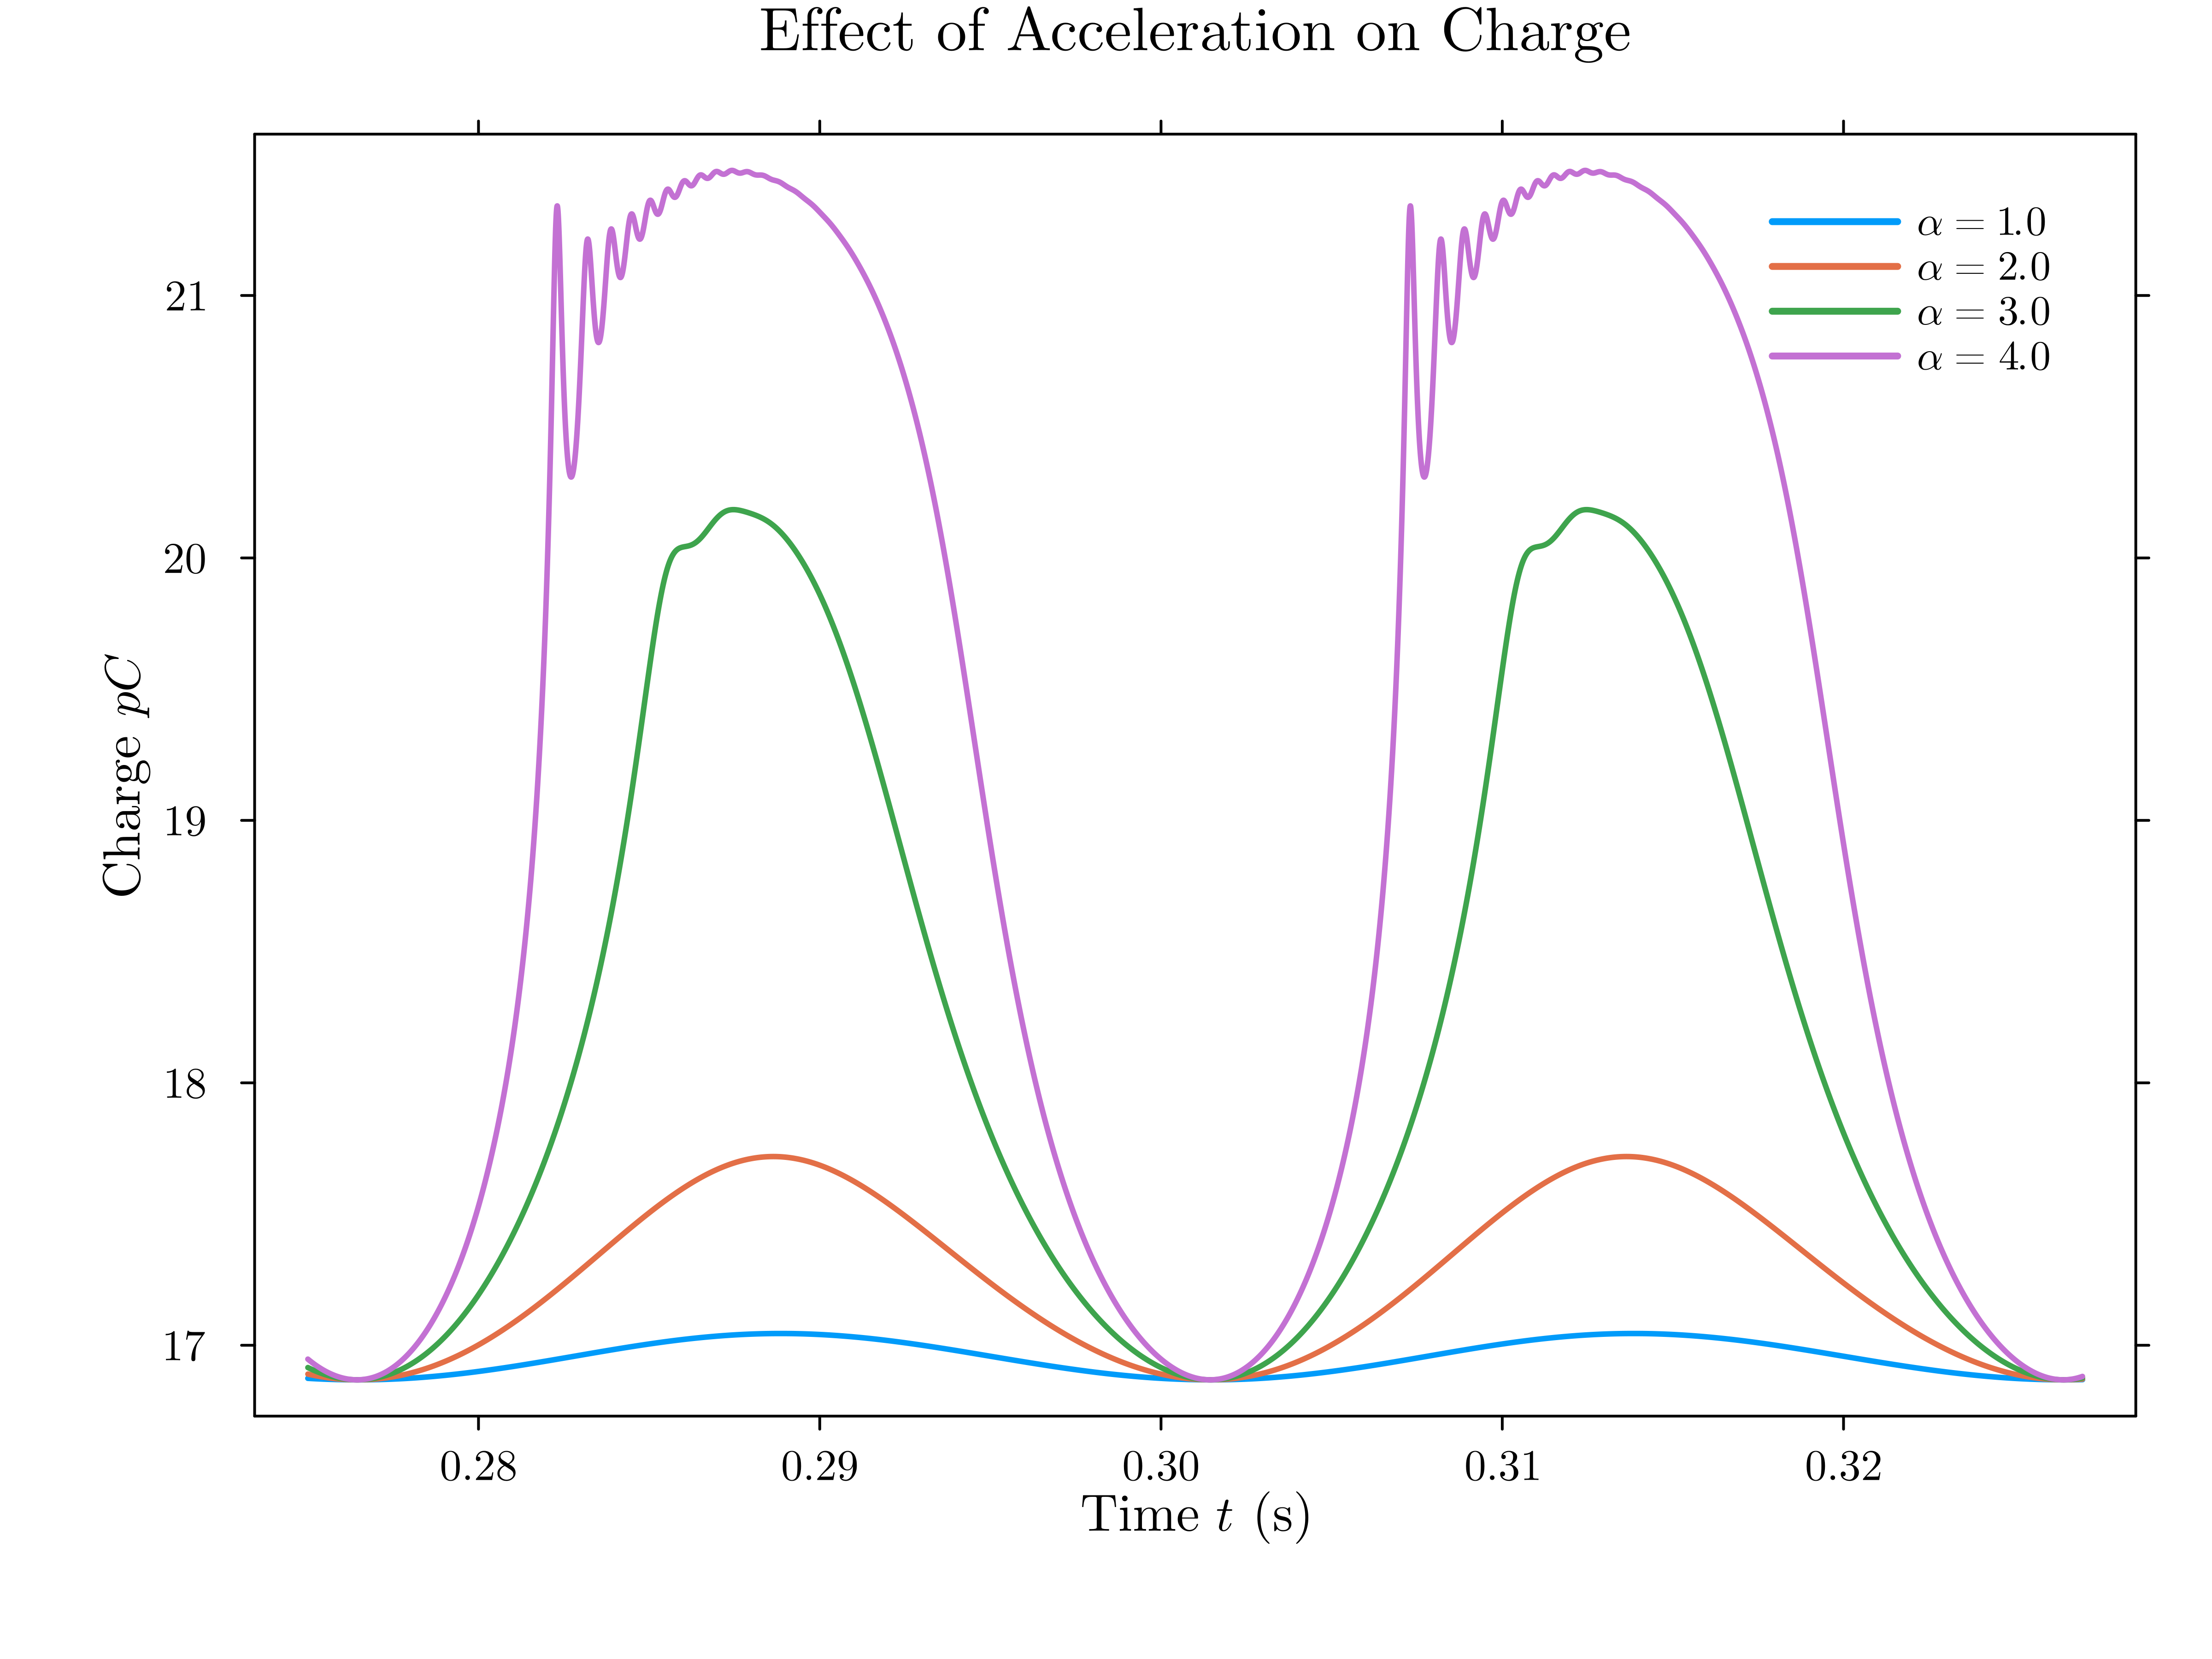 Effect of Acceleration on Charge
α = 1.0
α = 2.0
α = 3.0
α = 4.0
21
20
19
18
17
Charge pC
0.28 0.29 0.30 0.31 0.32
Time t (s)